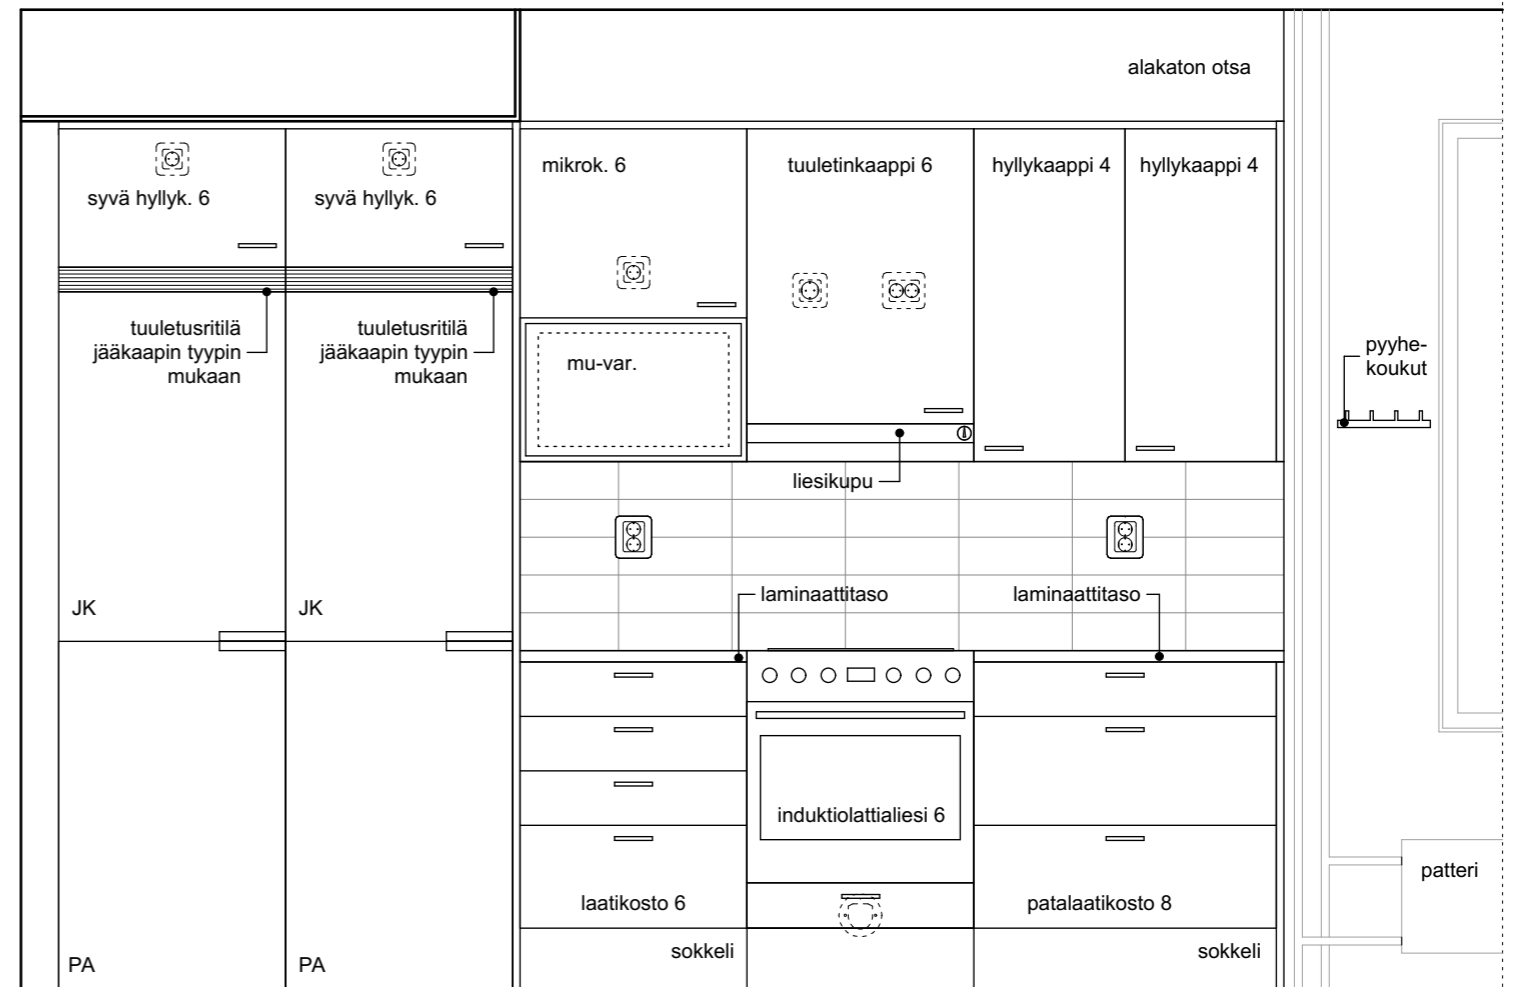 alakaton otsa
syvä hyllyk. 6
syvä hyllyk. 6
mikrok. 6
tuuletinkaappi 6
hyllykaappi 4
hyllykaappi 4
tuuletusritilä
jääkaapin tyypin
mukaan
tuuletusritilä
jääkaapin tyypin
mukaan
mu-var.
pyyhe-
koukut
liesikupu
JK
JK
laminaattitaso
laminaattitaso
induktiolattialiesi 6
laatikosto 6
patalaatikosto 8
patteri
sokkeli
sokkeli
PA
PA